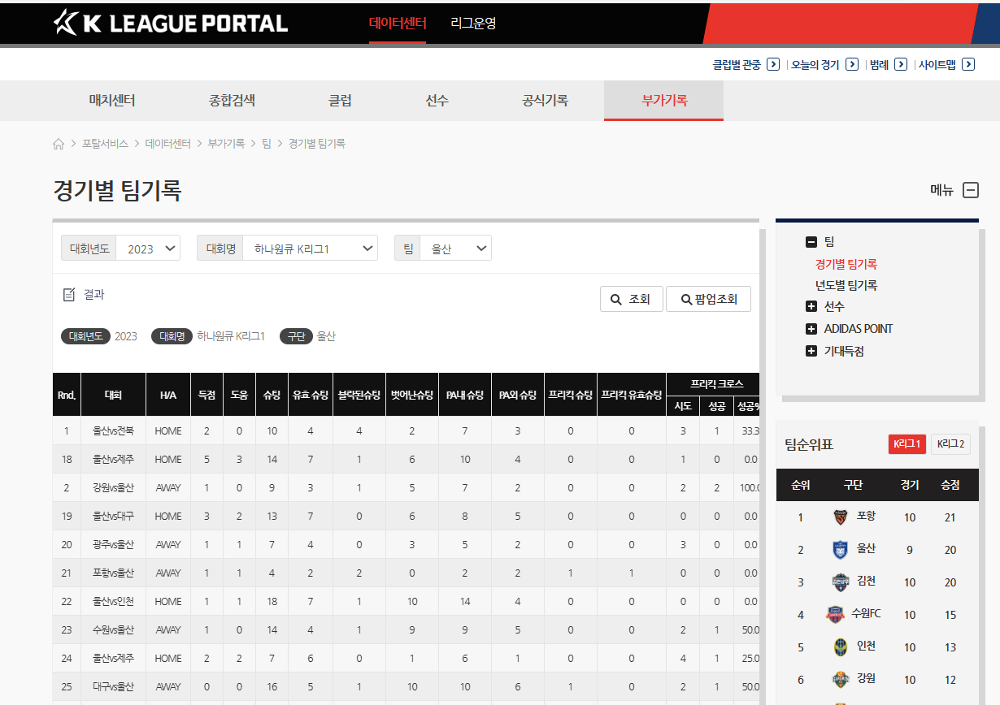 K LEAGUE PORTAL 데이터센터 리그운영
클럽별 관중 오늘의 경기 범례 사이트맵
매치센터 종합검색 클럽 선수 공식기록 부가기록
포탈서비스 > 데이터센터 > 부가기록 > 팀 > 경기별 팀기록
경기별 팀기록
메뉴
대회년도 2023 대회명 하나원큐 K리그1 팀 울산
결과
조회 팝업조회
대회년도 2023 대회명 하나원큐 K리그1 구단 울산
Rnd. 대회 H/A 득점 도움 슈팅 유효 슈팅 블락된슈팅 벗어난슈팅 PA내 슈팅 PA외 슈팅 프리킥 슈팅 프리킥 유효슈팅 프리킥 크로스
시도 성공 성공%
1 울산vs전북 HOME 2 0 10 4 4 2 7 3 0 0 3 1 33.3
18 울산vs제주 HOME 5 3 14 7 1 6 10 4 0 0 1 0 0.0
2 강원vs울산 AWAY 1 0 9 3 1 5 7 2 0 0 2 2 100.0
19 울산vs대구 HOME 3 2 13 7 0 6 8 5 0 0 0 0 0.0
20 광주vs울산 AWAY 1 1 7 4 0 3 5 2 0 0 3 0 0.0
21 포항vs울산 AWAY 1 1 4 2 2 0 2 2 1 1 0 0 0.0
22 울산vs인천 HOME 1 1 18 7 1 10 14 4 0 0 0 0 0.0
23 수원vs울산 AWAY 1 0 14 4 1 9 9 5 0 0 2 1 50.0
24 울산vs제주 HOME 2 2 7 6 0 1 6 1 0 0 4 1 25.0
25 대구vs울산 AWAY 0 0 16 5 1 10 10 6 1 0 2 1 50.0
팀
경기별 팀기록
년도별 팀기록
선수
ADIDAS POINT
기대득점
팀순위표 K리그1 K리그2
순위 구단 경기 승점
1 포항 10 21
2 울산 9 20
3 김천 10 20
4 수원FC 10 15
5 인천 10 13
6 강원 10 12